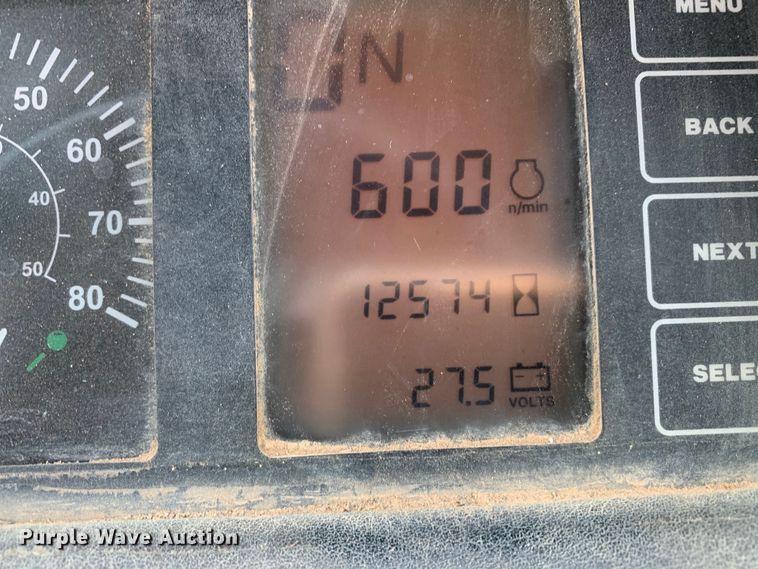 MENU
0 N
50
BACK
60
600
n/min
40
70
NEXT
50
80
12574
27.5
VOLTS
SELEC
Purple Wave Auction